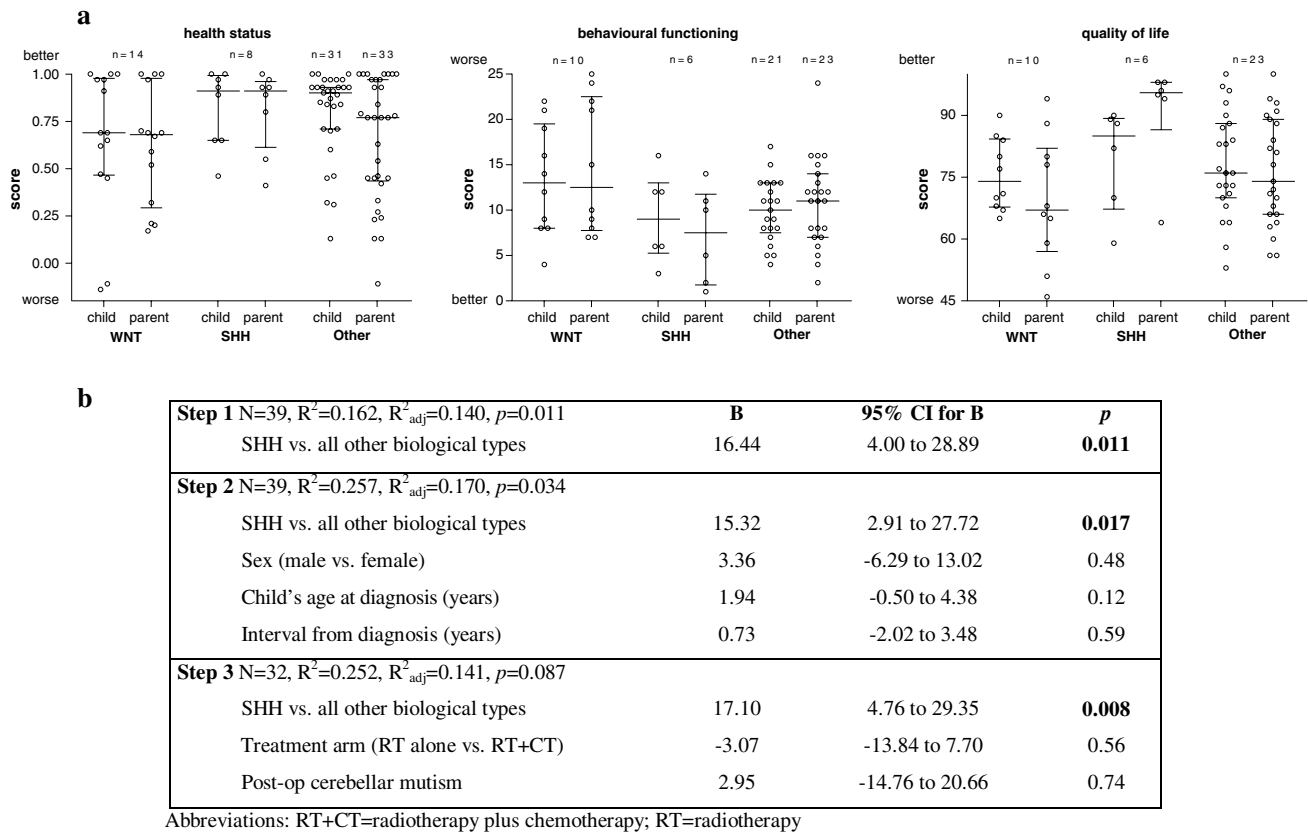 a
health status
better
n=14 n=8 n=31 n=33
1.00
0.75
0.50
0.25
0.00
worse
score
child parent child parent child parent
WNT SHH Other
behavioural functioning
worse
n=10 n=6 n=21 n=23
25
20
15
10
5
0
better
score
child parent child parent child parent
WNT SHH Other
quality of life
better
n=10 n=6 n=23
90
75
60
45
worse
score
child parent child parent child parent
WNT SHH Other
b
Step 1 N=39, R²=0.162, R²adj=0.140, p=0.011 B 95% CI for B p
SHH vs. all other biological types 16.44 4.00 to 28.89 0.011
Step 2 N=39, R²=0.257, R²adj=0.170, p=0.034
SHH vs. all other biological types 15.32 2.91 to 27.72 0.017
Sex (male vs. female) 3.36 -6.29 to 13.02 0.48
Child's age at diagnosis (years) 1.94 -0.50 to 4.38 0.12
Interval from diagnosis (years) 0.73 -2.02 to 3.48 0.59
Step 3 N=32, R²=0.252, R²adj=0.141, p=0.087
SHH vs. all other biological types 17.10 4.76 to 29.35 0.008
Treatment arm (RT alone vs. RT+CT) -3.07 -13.84 to 7.70 0.56
Post-op cerebellar mutism 2.95 -14.76 to 20.66 0.74
Abbreviations: RT+CT=radiotherapy plus chemotherapy; RT=radiotherapy